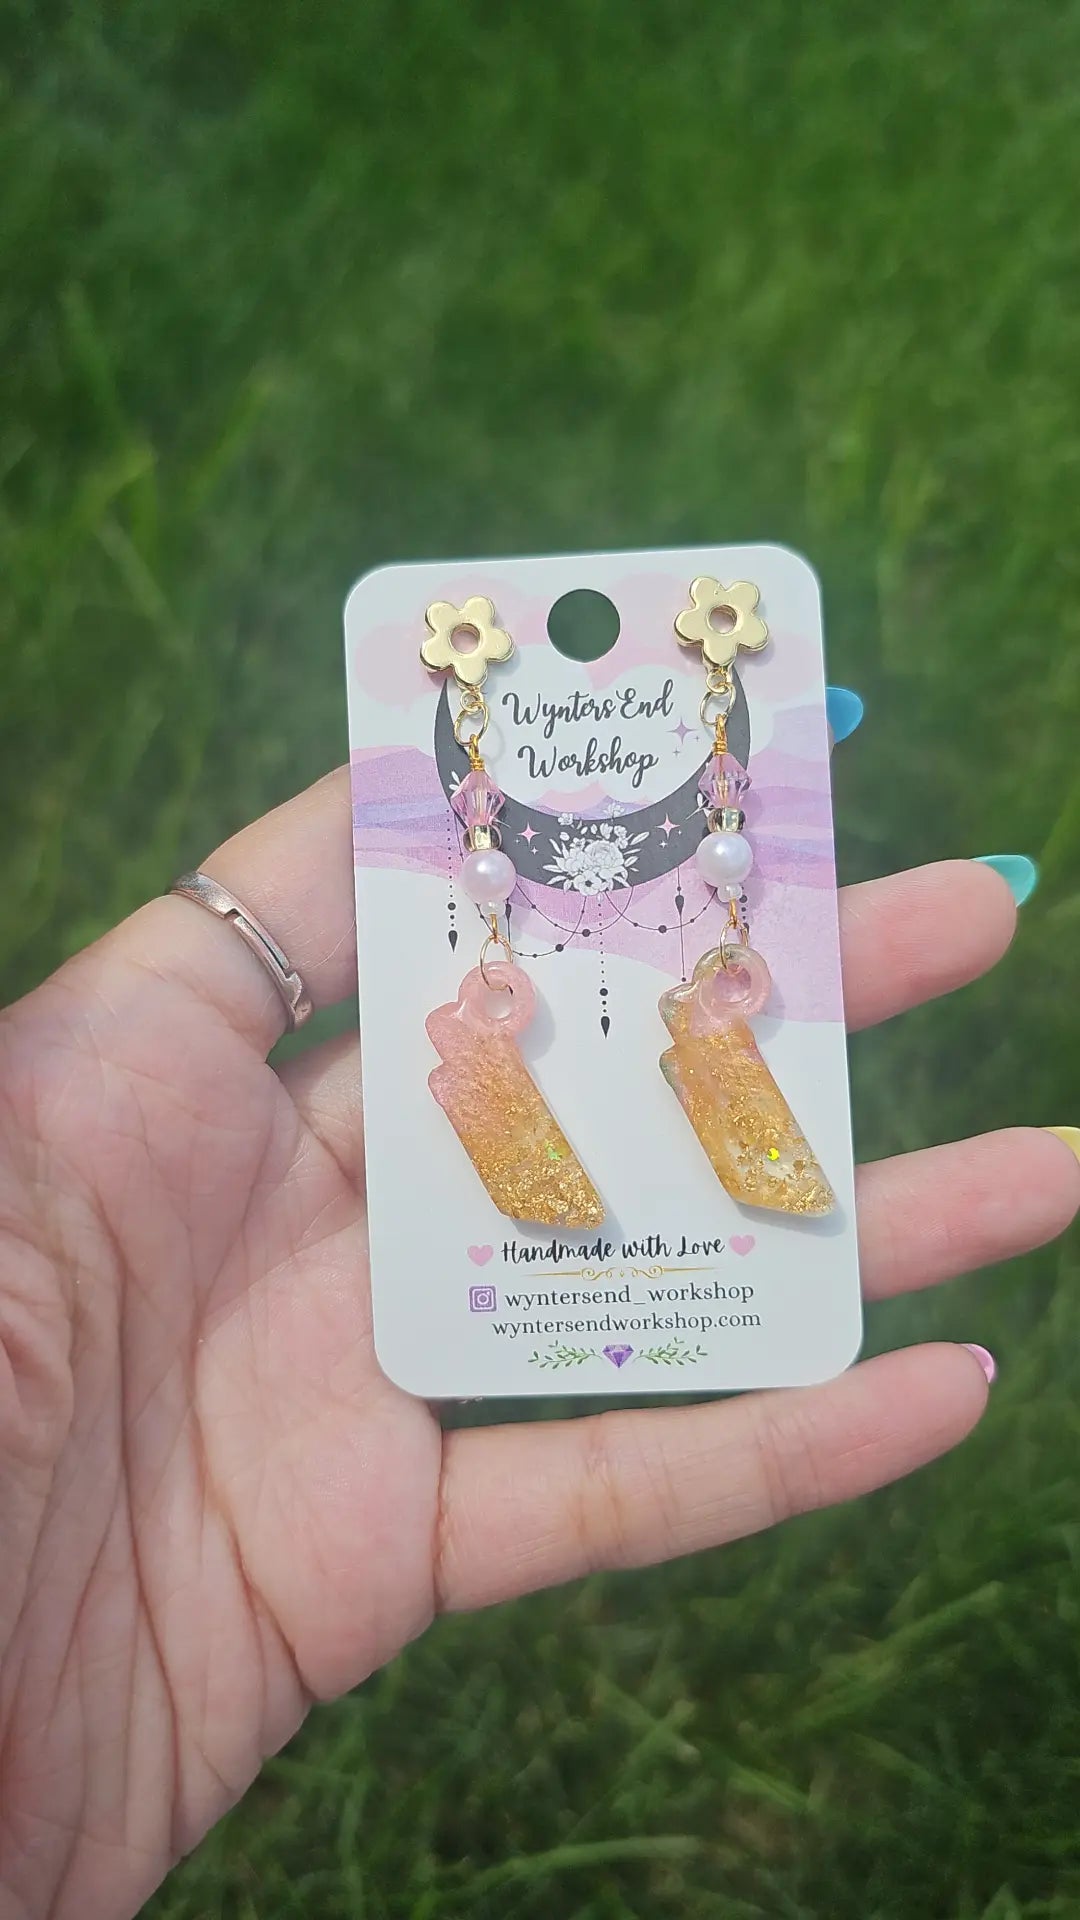 Wynters End
Workshop
Handmade with Love
wyntersend_workshop
wyntersendworkshop.com